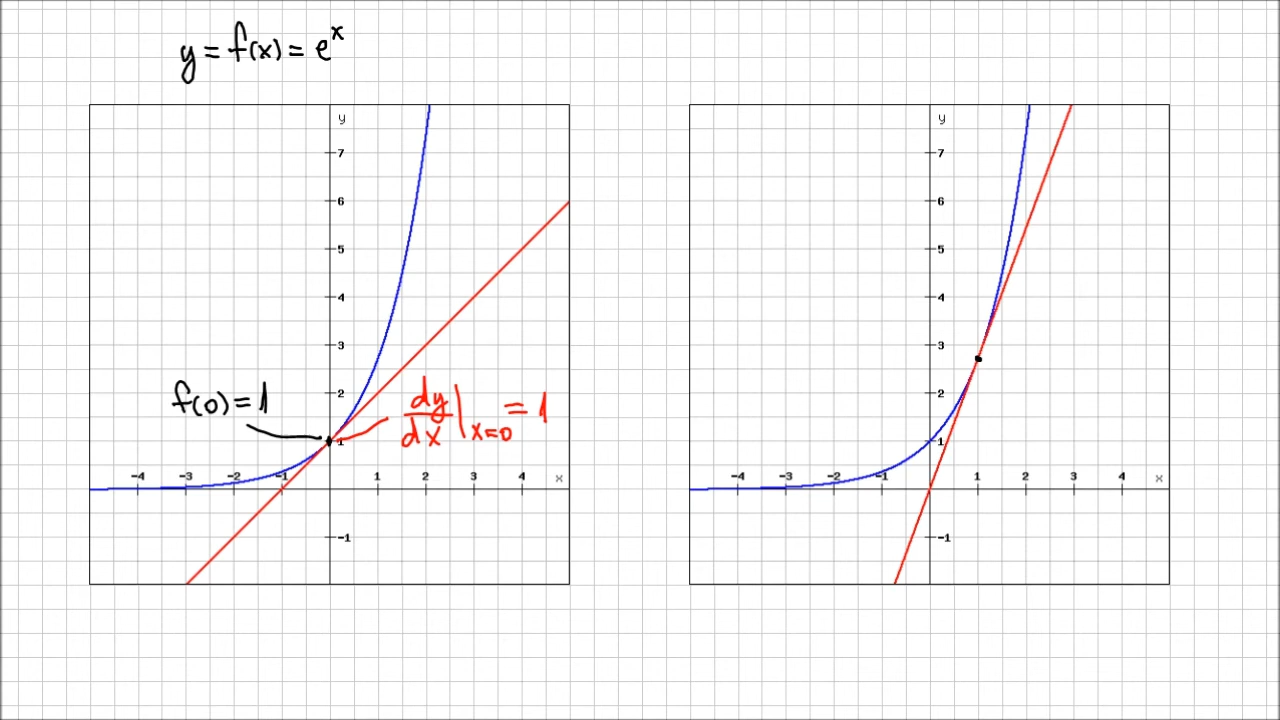 y = f(x) = e^x
y
7
6
5
4
3
2
1
-1
-4 -3 -2 -1 1 2 3 4 x
f(0) = 1
dy/dx |x=0 = 1
y
7
6
5
4
3
2
1
-1
-4 -3 -2 -1 1 2 3 4 x